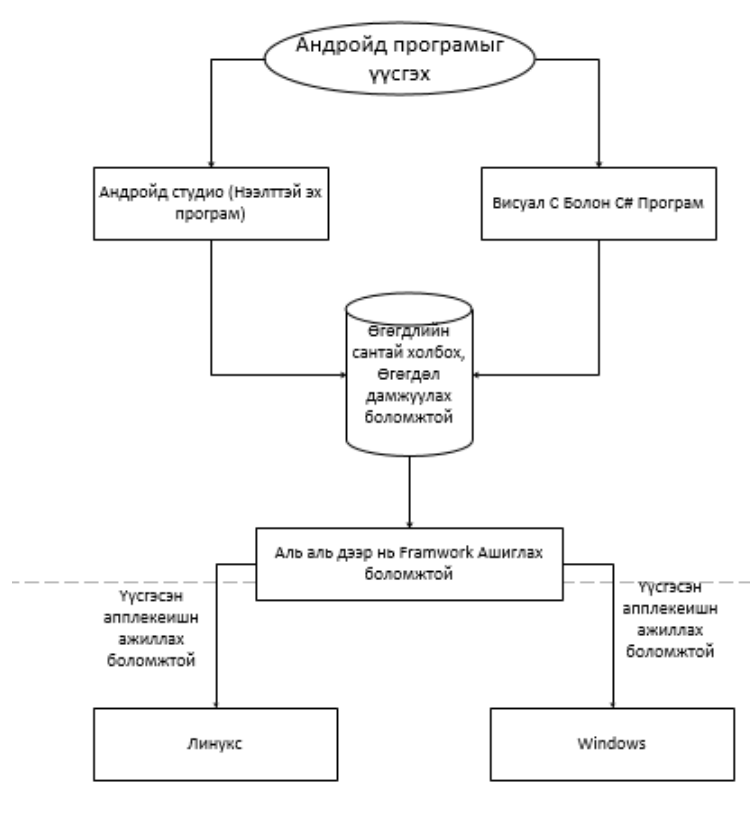 Андройд програмыг
үүсгэх
Андройд студио (Нээлттэй эх
програм)
Висуал С Болон С# Програм
Өгөгдлийн
сантай холбох,
Өгөгдөл
дамжуулах
боломжтой
Аль аль дээр нь Framwork Ашиглах
боломжтой
Үүсгэсэн
апплекеишн
ажиллах
боломжтой
Үүсгэсэн
апплекеишн
ажиллах
боломжтой
Линукс
Windows